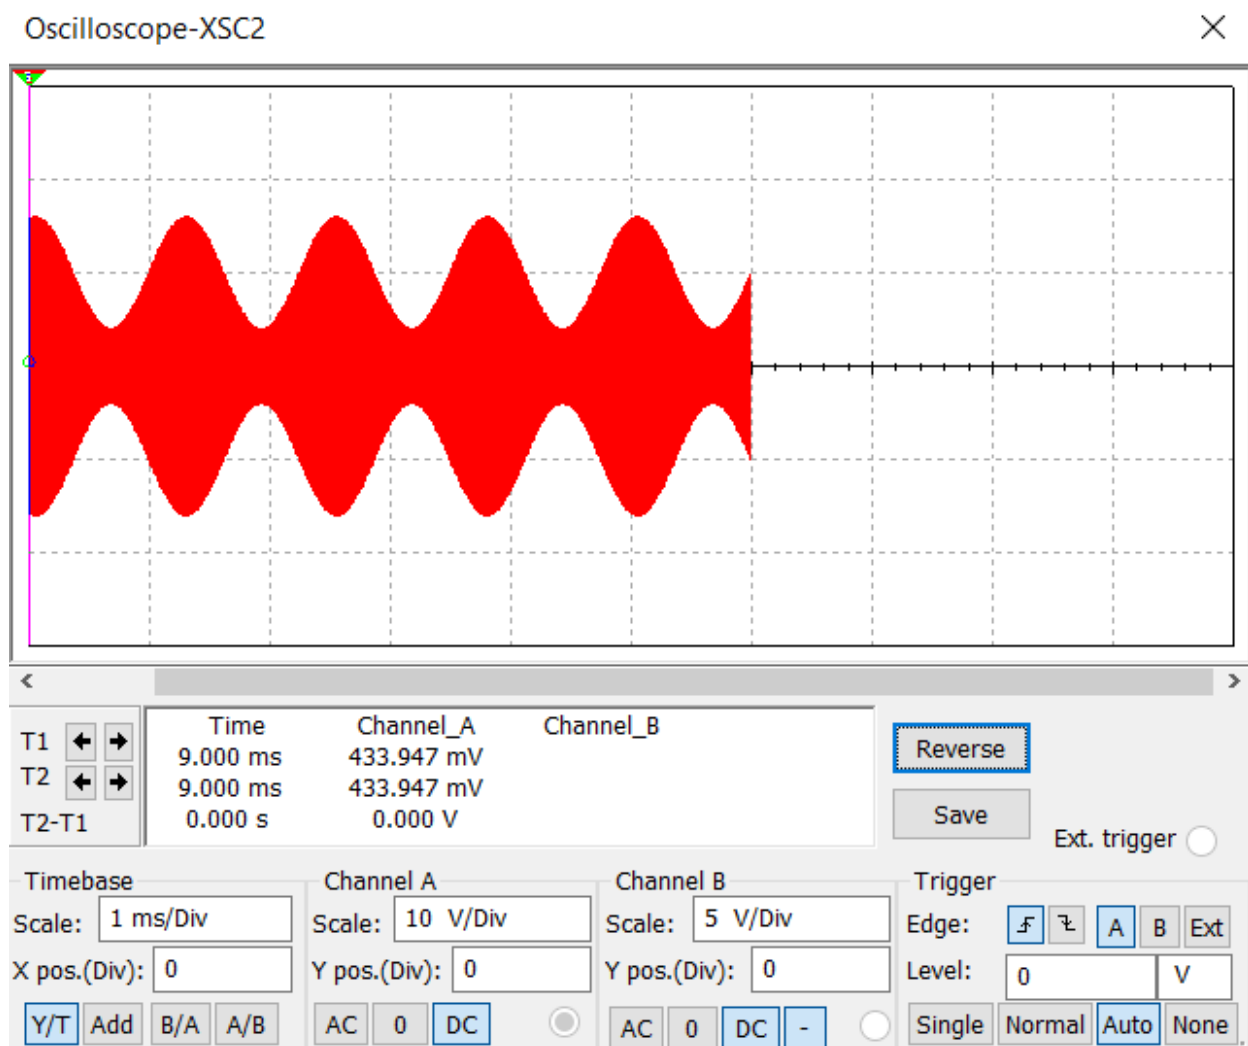 Oscilloscope-XSC2
Time Channel_A Channel_B
T1 9.000 ms 433.947 mV
T2 9.000 ms 433.947 mV
T2-T1 0.000 s 0.000 V
Reverse
Save
Ext. trigger
Timebase
Scale: 1 ms/Div
X pos.(Div): 0
Y/T Add B/A A/B
Channel A
Scale: 10 V/Div
Y pos.(Div): 0
AC 0 DC
Channel B
Scale: 5 V/Div
Y pos.(Div): 0
AC 0 DC -
Trigger
Edge: A B Ext
Level: 0 V
Single Normal Auto None